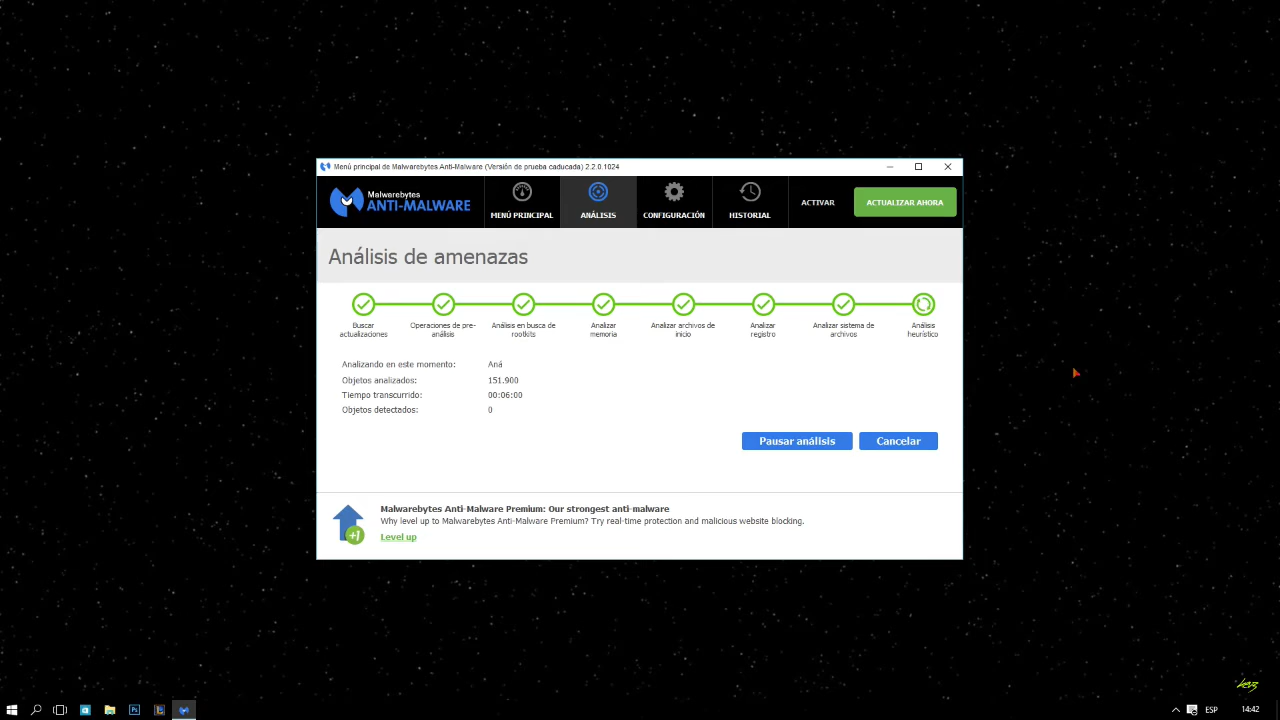 Menú principal de Malwarebytes Anti-Malware (Versión de prueba caducada) 2.2.0.1024
Malwarebytes
ANTI-MALWARE
MENÚ PRINCIPAL
ANÁLISIS
CONFIGURACIÓN
HISTORIAL
ACTIVAR
ACTUALIZAR AHORA
Análisis de amenazas
Buscar
actualizaciones
Operaciones de pre-
análisis
Análisis en busca de
rootkits
Analizar
memoria
Analizar archivos de
inicio
Analizar
registro
Analizar sistema de
archivos
Análisis
heurístico
Analizando en este momento: Aná
Objetos analizados: 151.900
Tiempo transcurrido: 00:06:00
Objetos detectados: 0
Pausar análisis
Cancelar
Malwarebytes Anti-Malware Premium: Our strongest anti-malware
Why level up to Malwarebytes Anti-Malware Premium? Try real-time protection and malicious website blocking.
+1
Level up
Ps
ESP
14:42